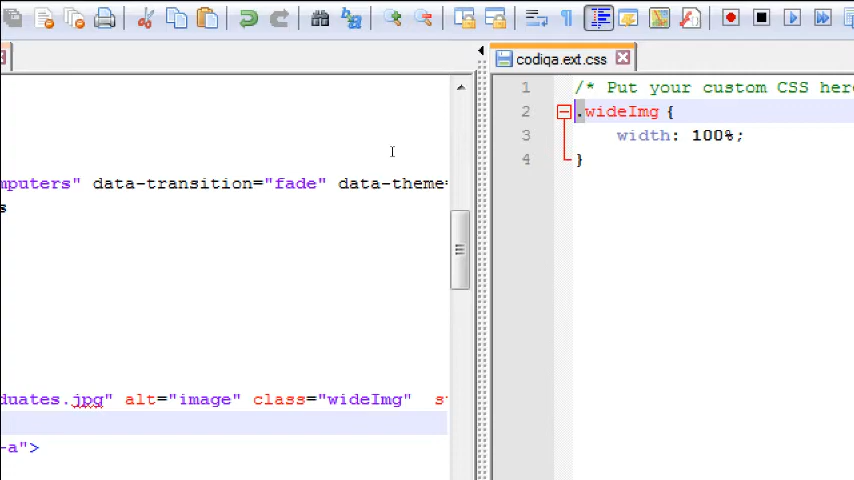 codiqa.ext.css
mputers" data-transition="fade" data-theme=
s
duates.jpg" alt="image" class="wideImg" s
-a">
1 /* Put your custom CSS here
2 .wideImg {
3 width: 100%;
4 }